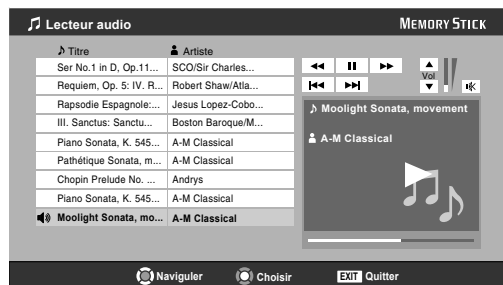 Lecteur audio
MEMORY STICK
Titre Artiste
Ser No.1 in D, Op.11... SCO/Sir Charles...
Requiem, Op. 5: IV. R... Robert Shaw/Atla...
Rapsodie Espagnole:... Jesus Lopez-Cobo...
III. Sanctus: Sanctu... Boston Baroque/M...
Piano Sonata, K. 545... A-M Classical
Pathétique Sonata, m... A-M Classical
Chopin Prelude No. ... Andrys
Piano Sonata, K. 545... A-M Classical
Moolight Sonata, mo... A-M Classical
Vol
Moolight Sonata, movement
A-M Classical
Naviguer Choisir EXIT Quitter